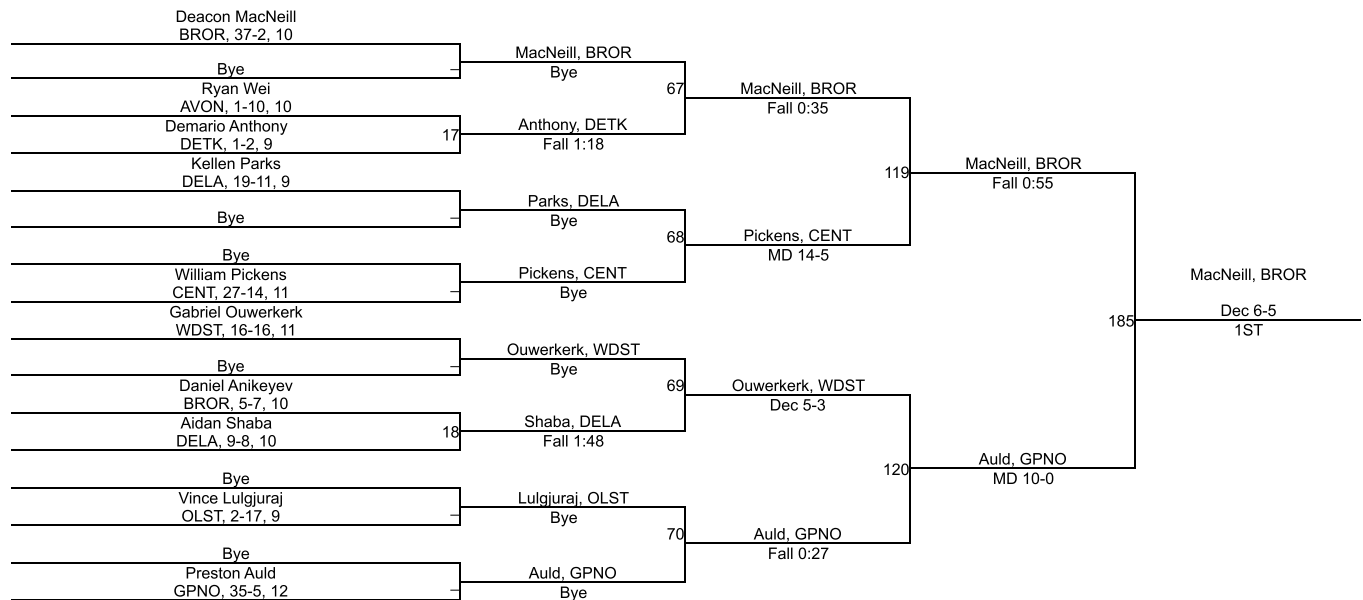 Deacon MacNeill
BROR, 37-2, 10
Bye
Ryan Wei
AVON, 1-10, 10
Demario Anthony
DETK, 1-2, 9
Kellen Parks
DELA, 19-11, 9
Bye
Bye
William Pickens
CENT, 27-14, 11
Gabriel Ouwerkerk
WDST, 16-16, 11
Bye
Daniel Anikeyev
BROR, 5-7, 10
Aidan Shaba
DELA, 9-8, 10
Bye
Vince Lulgjuraj
OLST, 2-17, 9
Bye
Preston Auld
GPNO, 35-5, 12
–
17
–
–
–
18
–
–
MacNeill, BROR
Bye
Anthony, DETK
Fall 1:18
Parks, DELA
Bye
Pickens, CENT
Bye
Ouwerkerk, WDST
Bye
Shaba, DELA
Fall 1:48
Lulgjuraj, OLST
Bye
Auld, GPNO
Bye
67
68
69
70
MacNeill, BROR
Fall 0:35
Pickens, CENT
MD 14-5
Ouwerkerk, WDST
Dec 5-3
Auld, GPNO
Fall 0:27
119
120
MacNeill, BROR
Fall 0:55
Auld, GPNO
MD 10-0
185
MacNeill, BROR
Dec 6-5
1ST